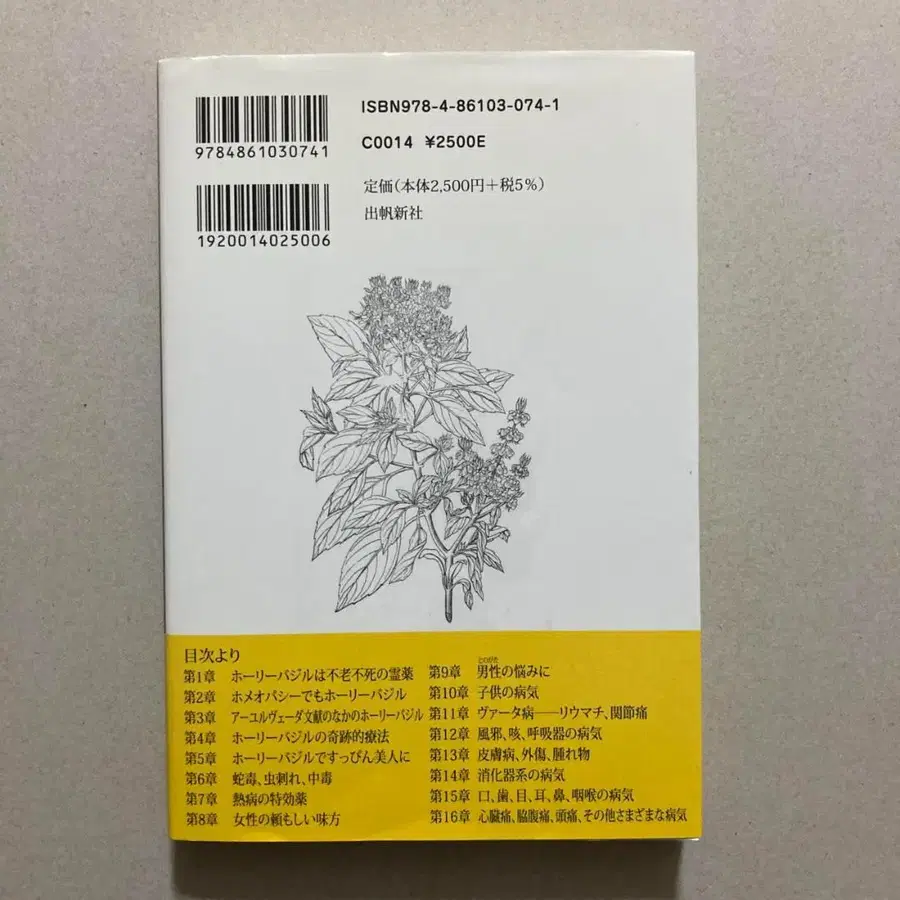 ISBN978-4-86103-074-1
9784861030741
C0014 ¥2500E
定価(本体2,500円+税5%)
出帆新社
1920014025006
目次より
第1章 ホーリーバジルは不老不死の霊薬
第2章 ホメオパシーでもホーリーバジル
第3章 アーユルヴェーダ文献のなかのホーリーバジル
第4章 ホーリーバジルの奇跡的療法
第5章 ホーリーバジルですっぴん美人に
第6章 蛇毒、虫刺れ、中毒
第7章 熱病の特効薬
第8章 女性の頼もしい味方
とのがた
第9章 男性の悩みに
第10章 子供の病気
第11章 ヴァータ病――リウマチ、関節痛
第12章 風邪、咳、呼吸器の病気
第13章 皮膚病、外傷、腫れ物
第14章 消化器系の病気
第15章 口、歯、目、耳、鼻、咽喉の病気
第16章 心臓痛、脇腹痛、頭痛、その他さまざまな病気